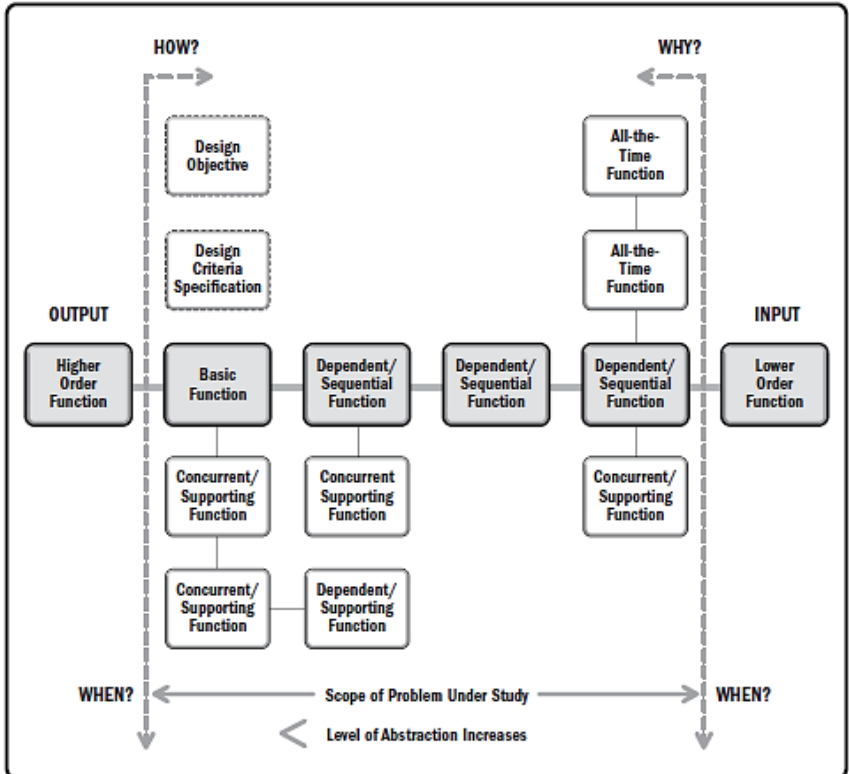 HOW?
WHY?
Design
Objective
All-the-
Time
Function
Design
Criteria
Specification
All-the-
Time
Function
OUTPUT
INPUT
Higher
Order
Function
Basic
Function
Dependent/
Sequential
Function
Dependent/
Sequential
Function
Dependent/
Sequential
Function
Lower
Order
Function
Concurrent/
Supporting
Function
Concurrent
Supporting
Function
Concurrent/
Supporting
Function
Concurrent/
Supporting
Function
Dependent/
Supporting
Function
WHEN?
Scope of Problem Under Study
WHEN?
Level of Abstraction Increases